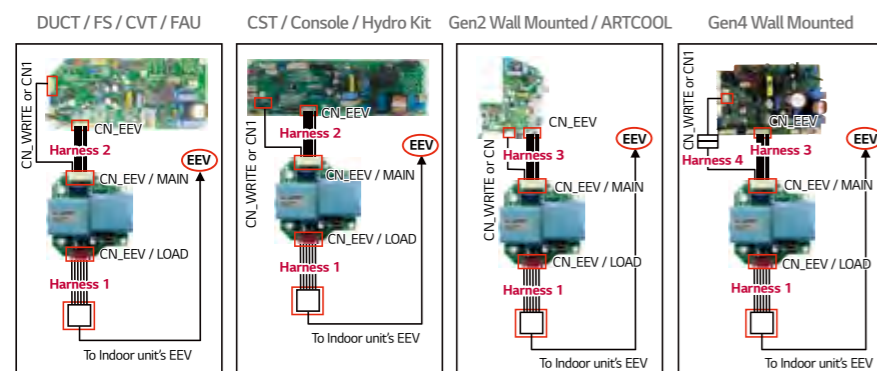 DUCT / FS / CVT / FAU
CN_WRITE or CN1
CN_EEV
Harness 2
EEV
CN_EEV / MAIN
CN_EEV / LOAD
Harness 1
To Indoor unit's EEV
CST / Console / Hydro Kit
CN_WRITE or CN1
CN_EEV
Harness 2
EEV
CN_EEV / MAIN
CN_EEV / LOAD
Harness 1
To Indoor unit's EEV
Gen2 Wall Mounted / ARTCOOL
CN_WRITE or CN
CN_EEV
Harness 3
EEV
CN_EEV / MAIN
CN_EEV / LOAD
Harness 1
To Indoor unit's EEV
Gen4 Wall Mounted
CN_WRITE or CN1
CN_EEV
Harness 4
Harness 3
EEV
CN_EEV / MAIN
CN_EEV / LOAD
Harness 1
To Indoor unit's EEV